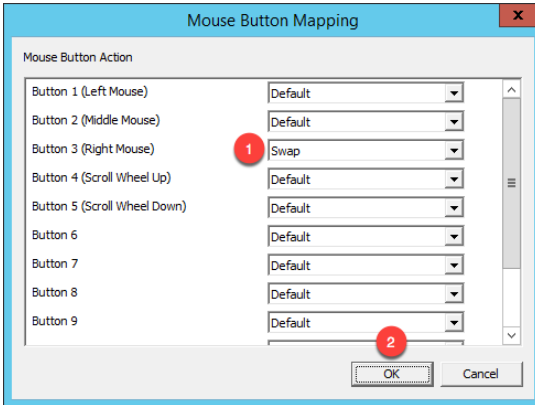 Mouse Button Mapping
x
Mouse Button Action
Button 1 (Left Mouse) Default
Button 2 (Middle Mouse) Default
Button 3 (Right Mouse) 1 Swap
Button 4 (Scroll Wheel Up) Default
Button 5 (Scroll Wheel Down) Default
Button 6 Default
Button 7 Default
Button 8 Default
Button 9 Default
2
OK Cancel